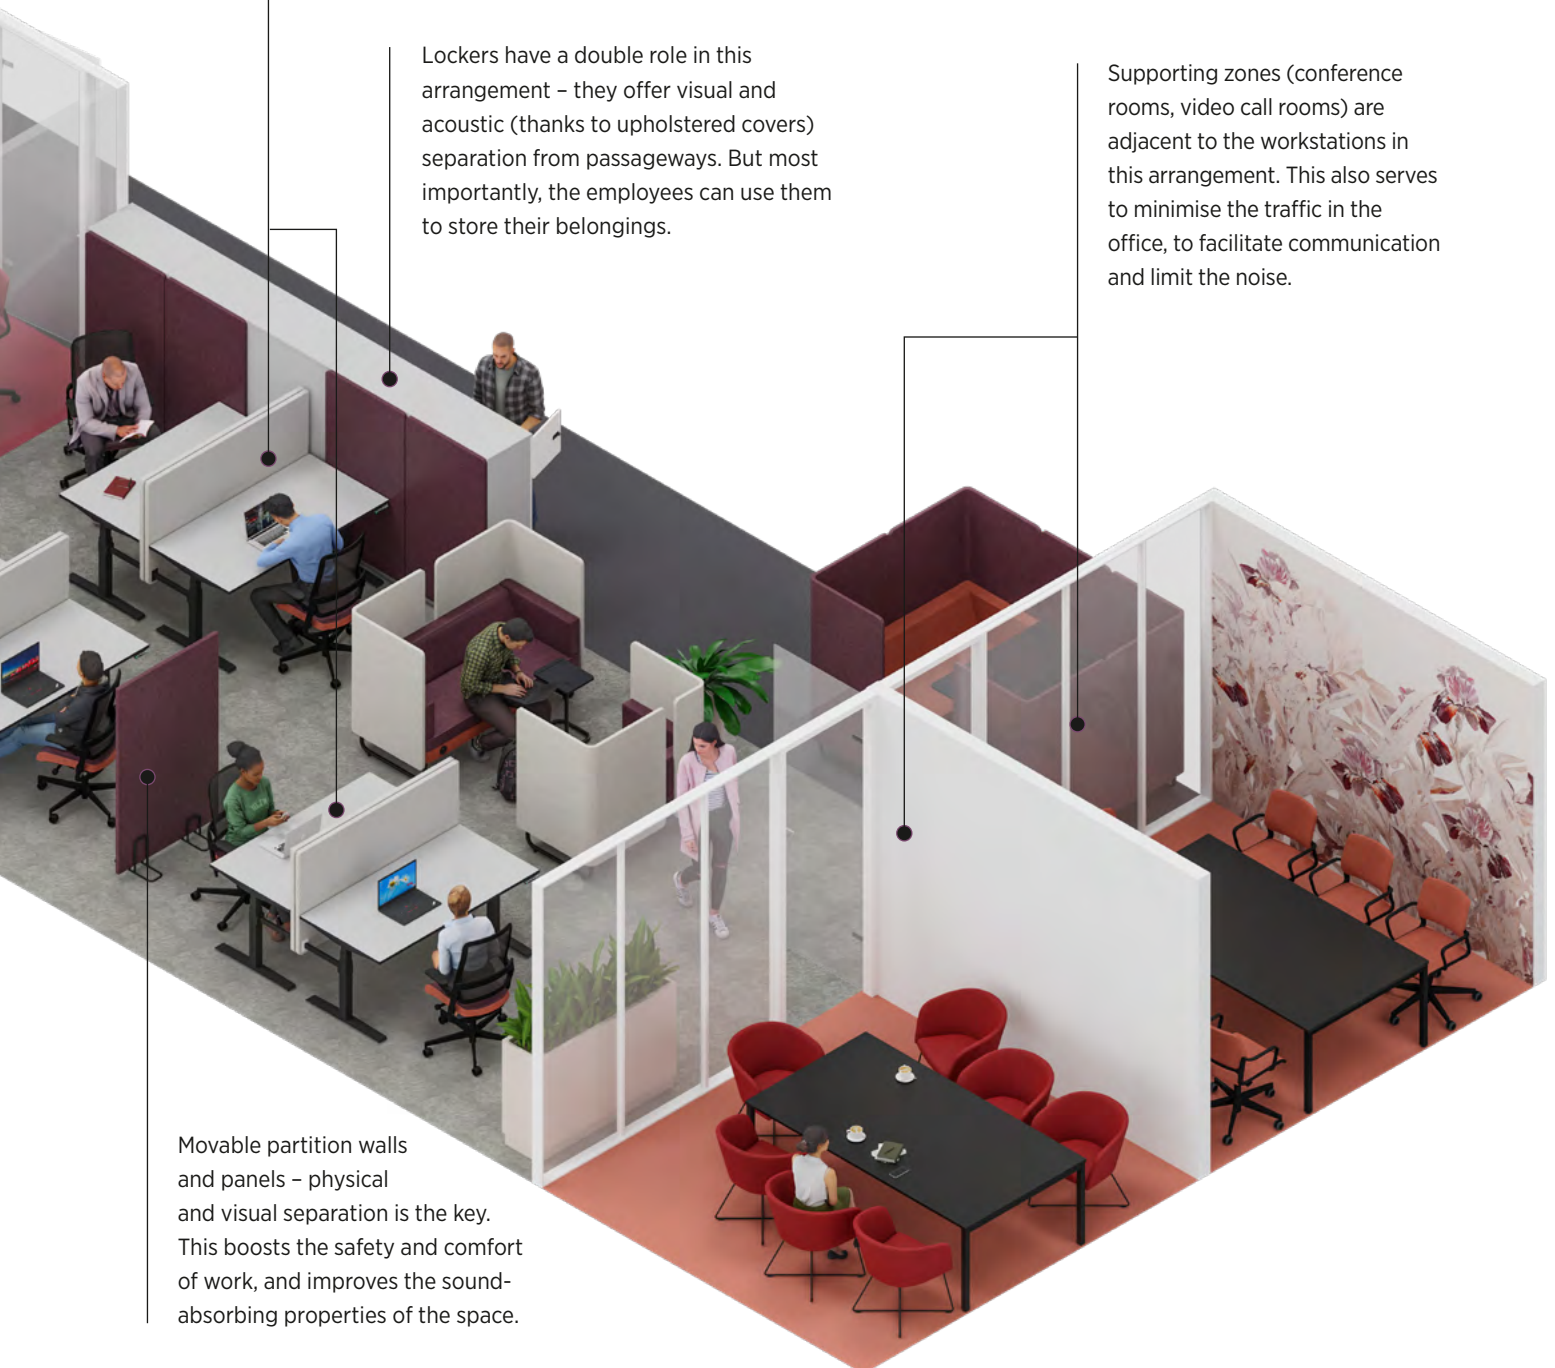 Lockers have a double role in this
arrangement – they offer visual and
acoustic (thanks to upholstered covers)
separation from passageways. But most
importantly, the employees can use them
to store their belongings.
Supporting zones (conference
rooms, video call rooms) are
adjacent to the workstations in
this arrangement. This also serves
to minimise the traffic in the
office, to facilitate communication
and limit the noise.
Movable partition walls
and panels – physical
and visual separation is the key.
This boosts the safety and comfort
of work, and improves the sound-
absorbing properties of the space.